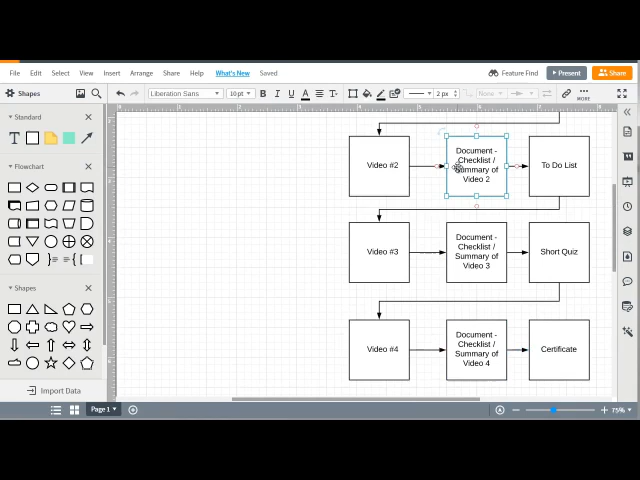 File Edit Select View Insert Arrange Share Help What's New Saved Feature Find Present Share
Shapes Liberation Sans 10 pt B I U A T 2 px None MORE
Standard
T
Flowchart
Shapes
Import Data
Video #2
Document -
Checklist /
Summary of
Video 2
To Do List
Video #3
Document -
Checklist /
Summary of
Video 3
Short Quiz
Video #4
Document -
Checklist /
Summary of
Video 4
Certificate
Page 1 75%